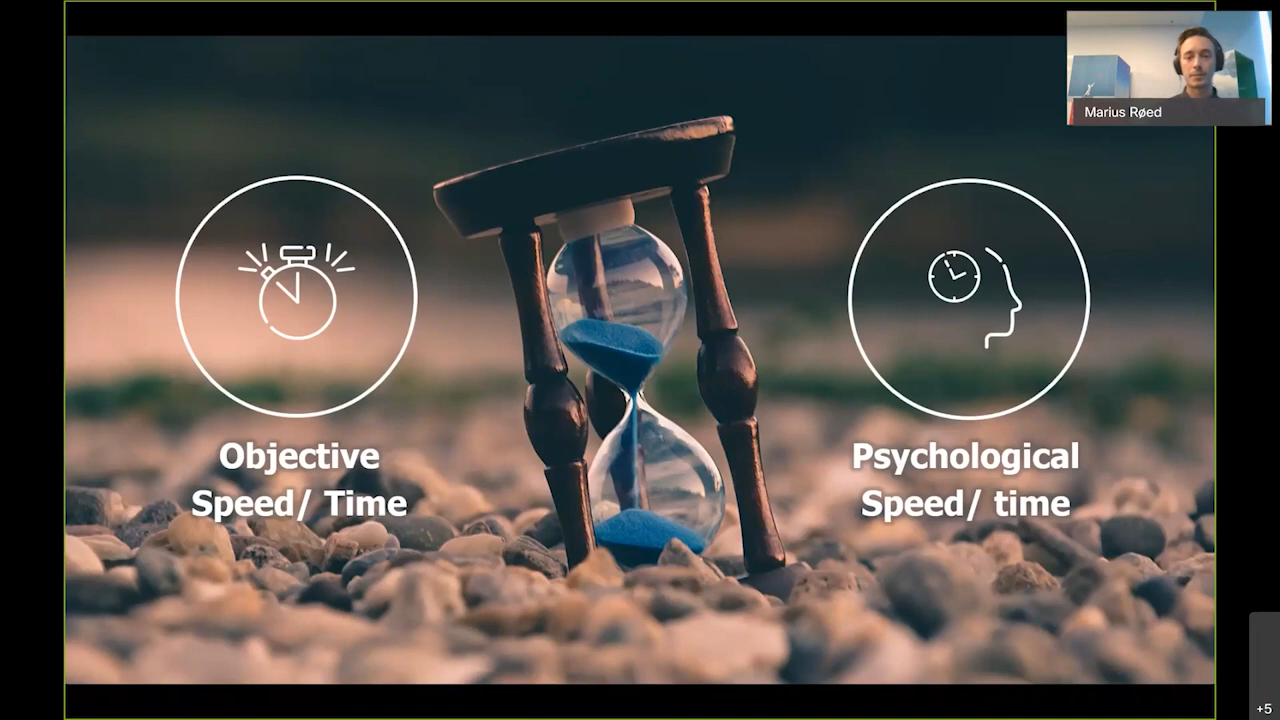 Marius Røed
Objective
Speed/ Time
Psychological
Speed/ time
+5